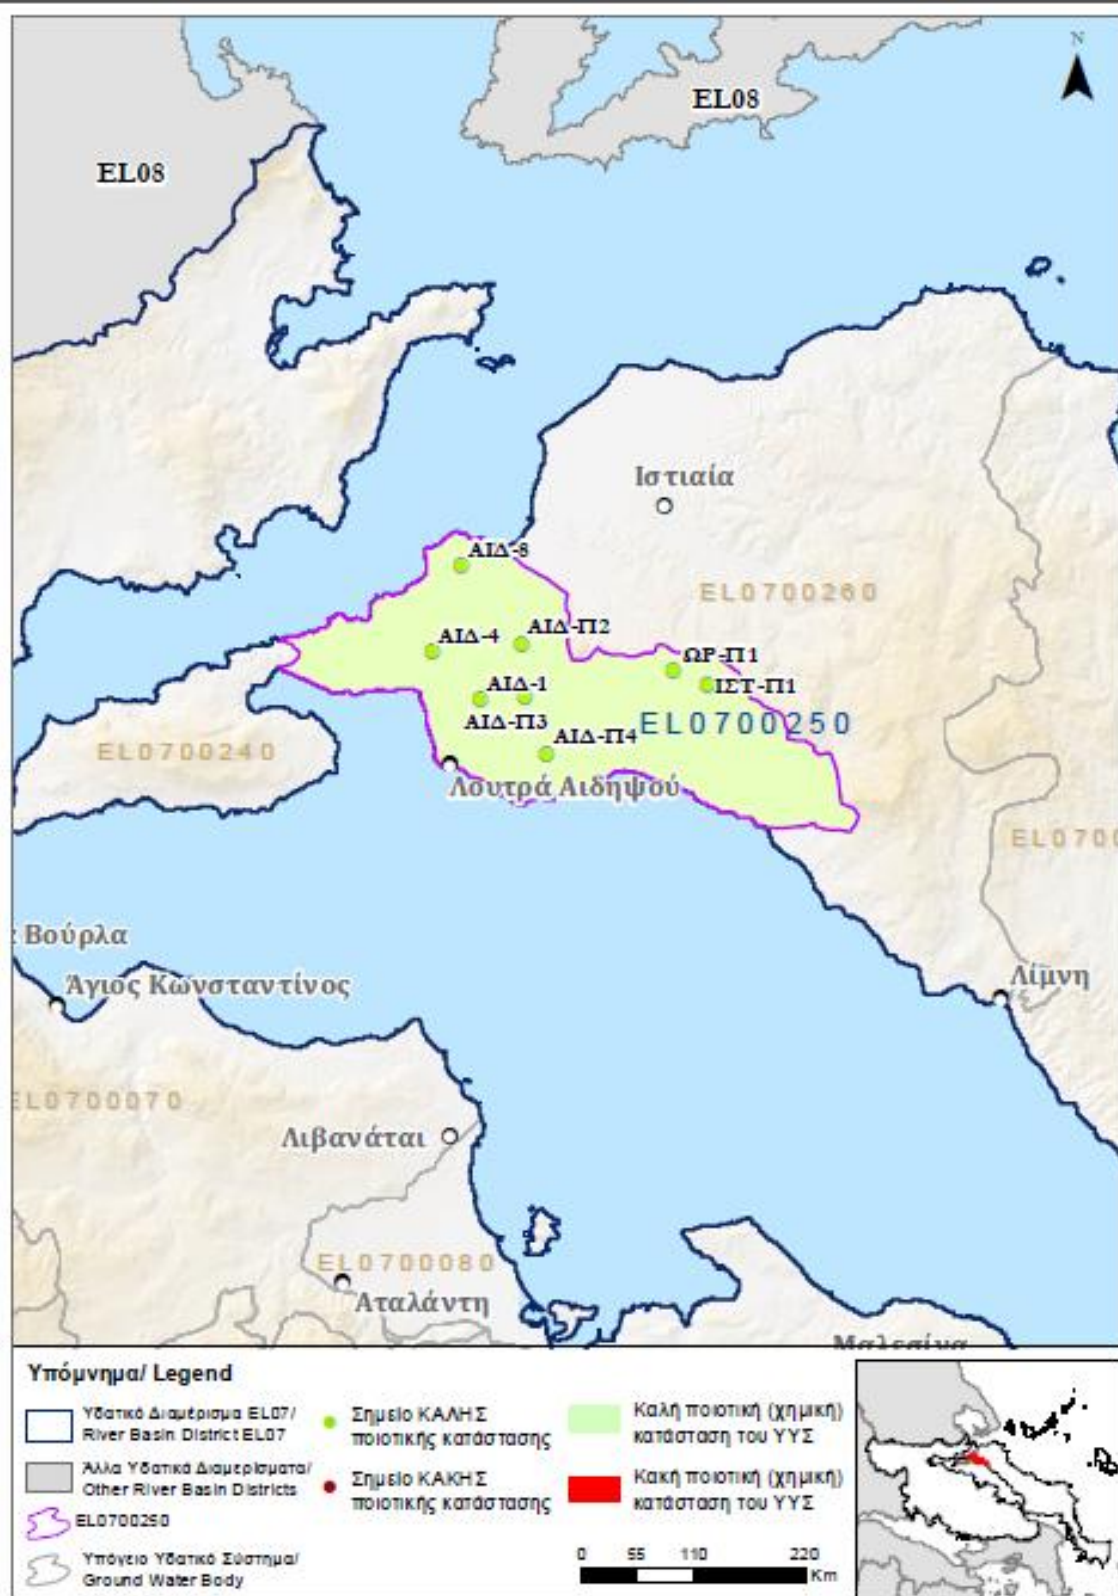 N
EL08
EL08
Ιστιαία
ΑΙΔ-8
EL0700260
ΑΙΔ-4
ΑΙΔ-Π2
ΩΡ-Π1
ΙΣΤ-Π1
ΑΙΔ-1
ΑΙΔ-Π3
EL0700250
ΑΙΔ-Π4
EL0700240
Λουτρά Αιδηψού
EL0700
Βούρλα
Άγιος Κωνσταντίνος
Λίμνη
EL0700070
Λιβανάται
EL0700080
Αταλάντη
Μαλεσίνα
Υπόμνημα/ Legend
Υδατικό Διαμέρισμα EL07/
River Basin District EL07
Άλλα Υδατικά Διαμερίσματα/
Other River Basin Districts
EL0700250
Υπόγειο Υδατικό Σύστημα/
Ground Water Body
Σημείο ΚΑΛΗΣ
ποιοτικής κατάστασης
Σημείο ΚΑΚΗΣ
ποιοτικής κατάστασης
Καλή ποιοτική (χημική)
κατάσταση του ΥΥΣ
Κακή ποιοτική (χημική)
κατάσταση του ΥΥΣ
0 55 110 220
Km